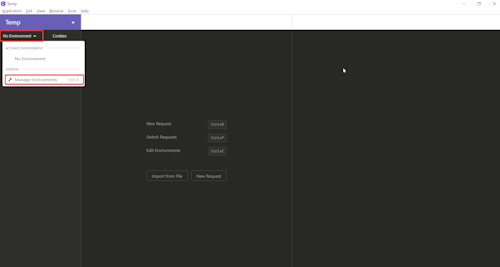 Temp
Application Edit View Window Tools Help
Temp
No Environment
Cookies
ACTIVATE ENVIRONMENT
No Environment
GENERAL
Manage Environments Ctrl+E
New Request Ctrl+N
Switch Requests Ctrl+P
Edit Environments Ctrl+E
Import from File
New Request